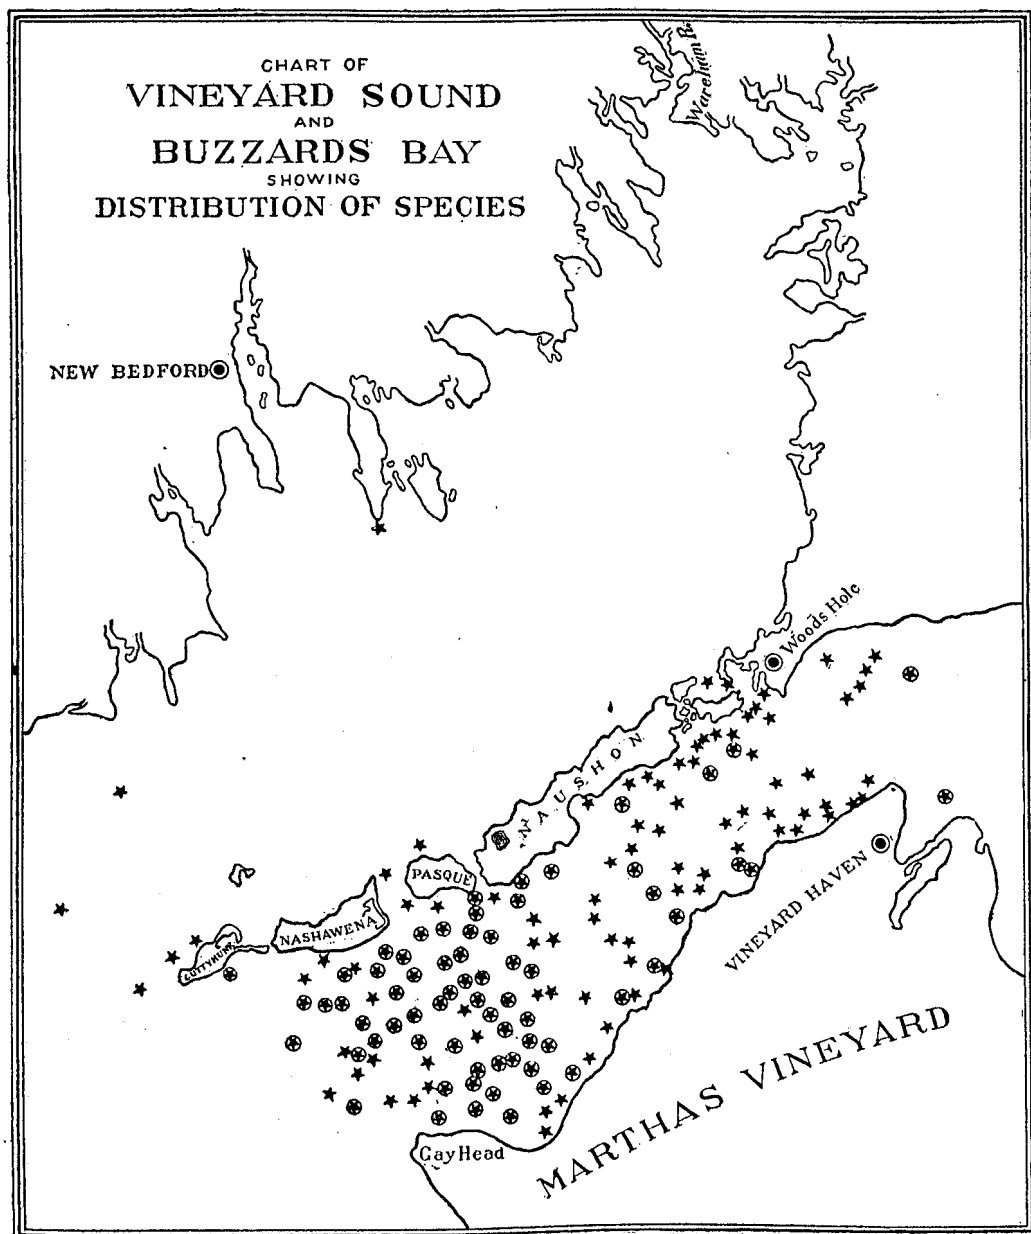 CHART OF
VINEYARD SOUND
AND
BUZZARDS BAY
SHOWING
DISTRIBUTION OF SPECIES
Wareham R.
NEW BEDFORD
Woods Hole
NAUSHON
PASQUE
NASHAWENA
CUTTYHUNK
VINEYARD HAVEN
MARTHAS VINEYARD
Gay Head